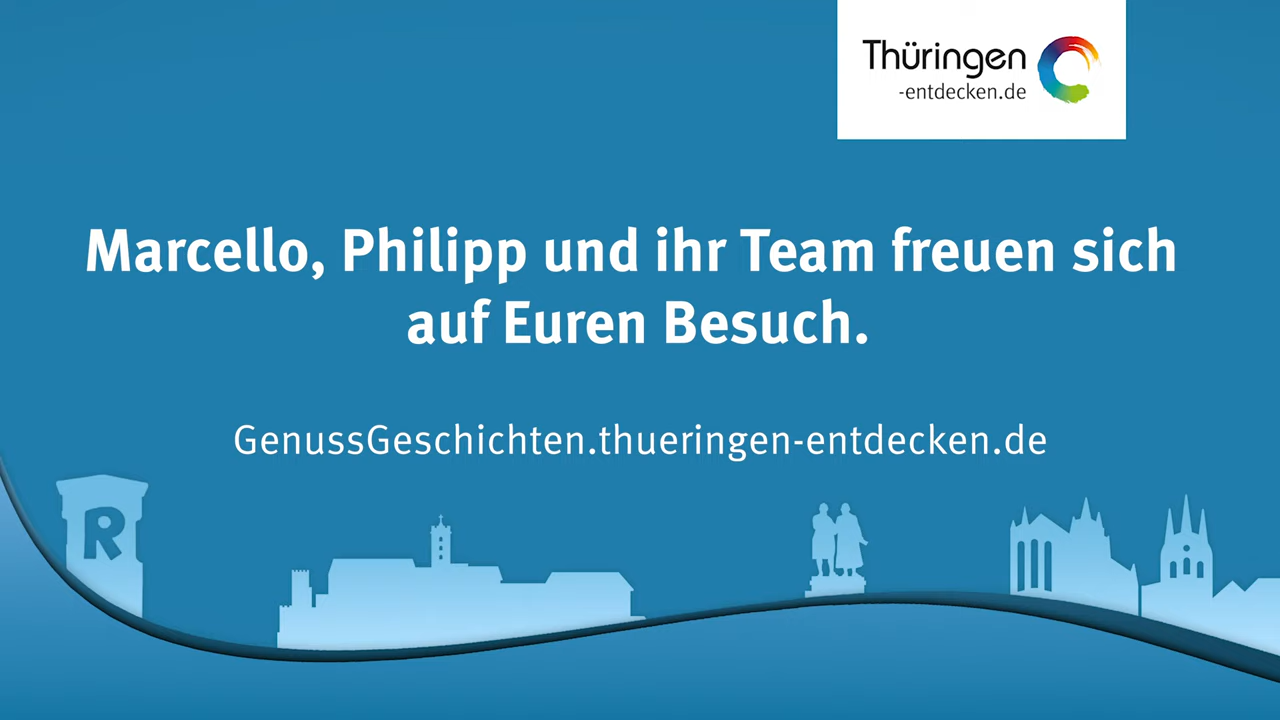 Thüringen
-entdecken.de
Marcello, Philipp und ihr Team freuen sich
auf Euren Besuch.
GenussGeschichten.thueringen-entdecken.de
R